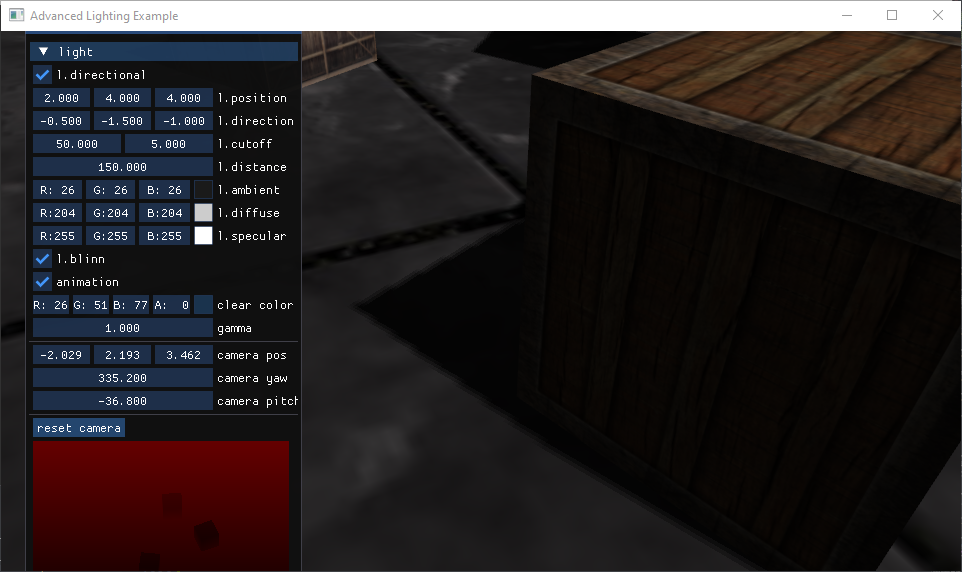 Advanced Lighting Example
light
l.directional
2.000 4.000 4.000 l.position
-0.500 -1.500 -1.000 l.direction
50.000 5.000 l.cutoff
150.000 l.distance
R: 26 G: 26 B: 26 l.ambient
R:204 G:204 B:204 l.diffuse
R:255 G:255 B:255 l.specular
l.blinn
animation
R: 26 G: 51 B: 77 A: 0 clear color
1.000 gamma
-2.029 2.193 3.462 camera pos
335.200 camera yaw
-36.800 camera pitch
reset camera